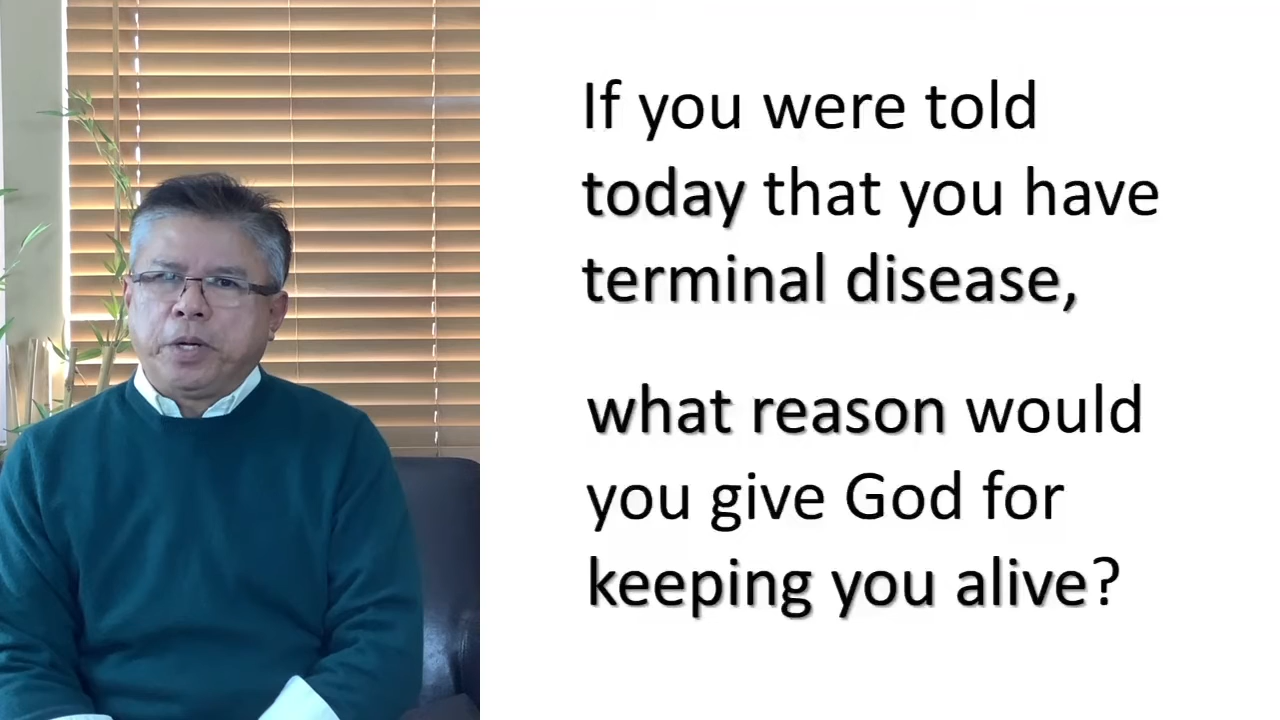 If you were told
today that you have
terminal disease,
what reason would
you give God for
keeping you alive?